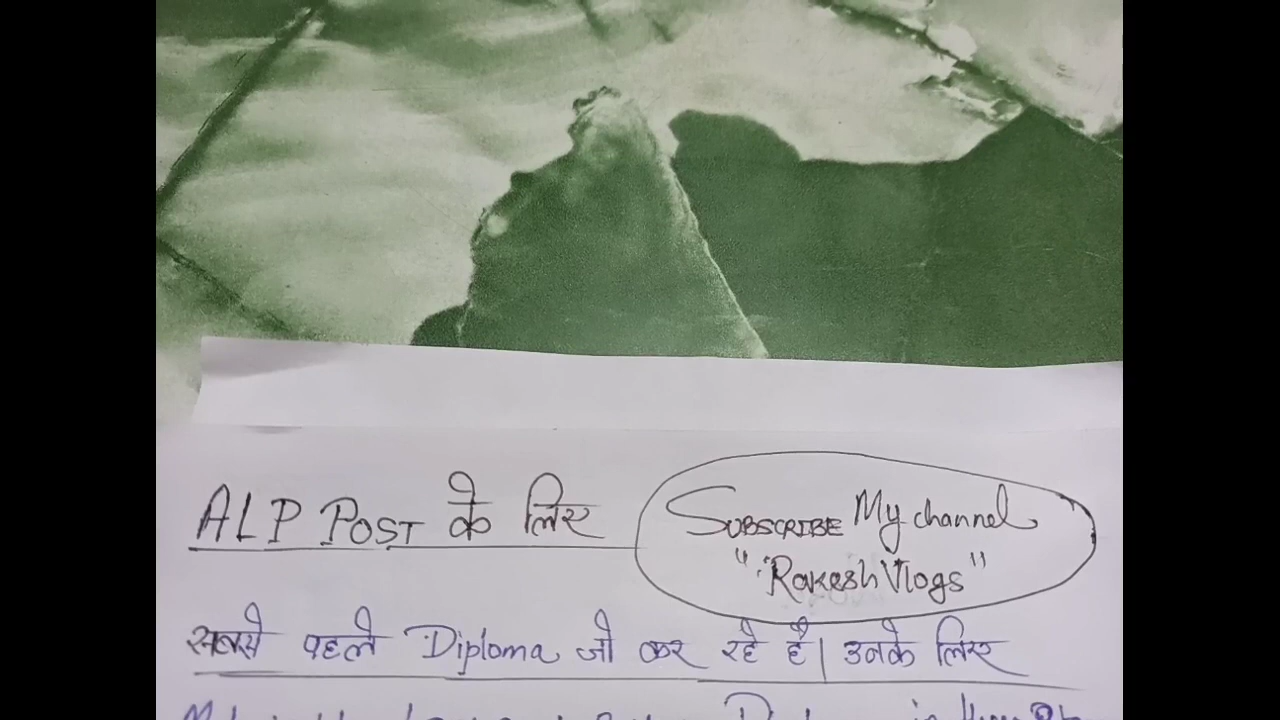 ALP POST के लिए
SUBSCRIBE My channel
"Rakesh Vlogs"
सबसे पहले Diploma जो कर रहे हैं। उनके लिए